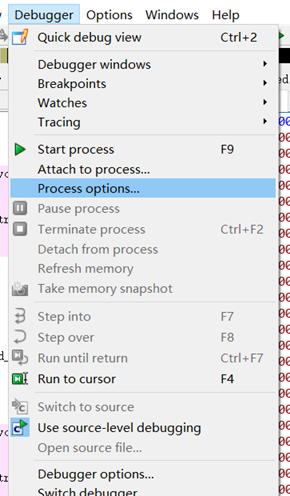 Debugger Options Windows Help
Quick debug view Ctrl+2
Debugger windows
Breakpoints
Watches
Tracing
Start process F9
Attach to process...
Process options...
Pause process
Terminate process Ctrl+F2
Detach from process
Refresh memory
Take memory snapshot
Step into F7
Step over F8
Run until return Ctrl+F7
Run to cursor F4
Switch to source
Use source-level debugging
Open source file...
Debugger options...
Switch debugger